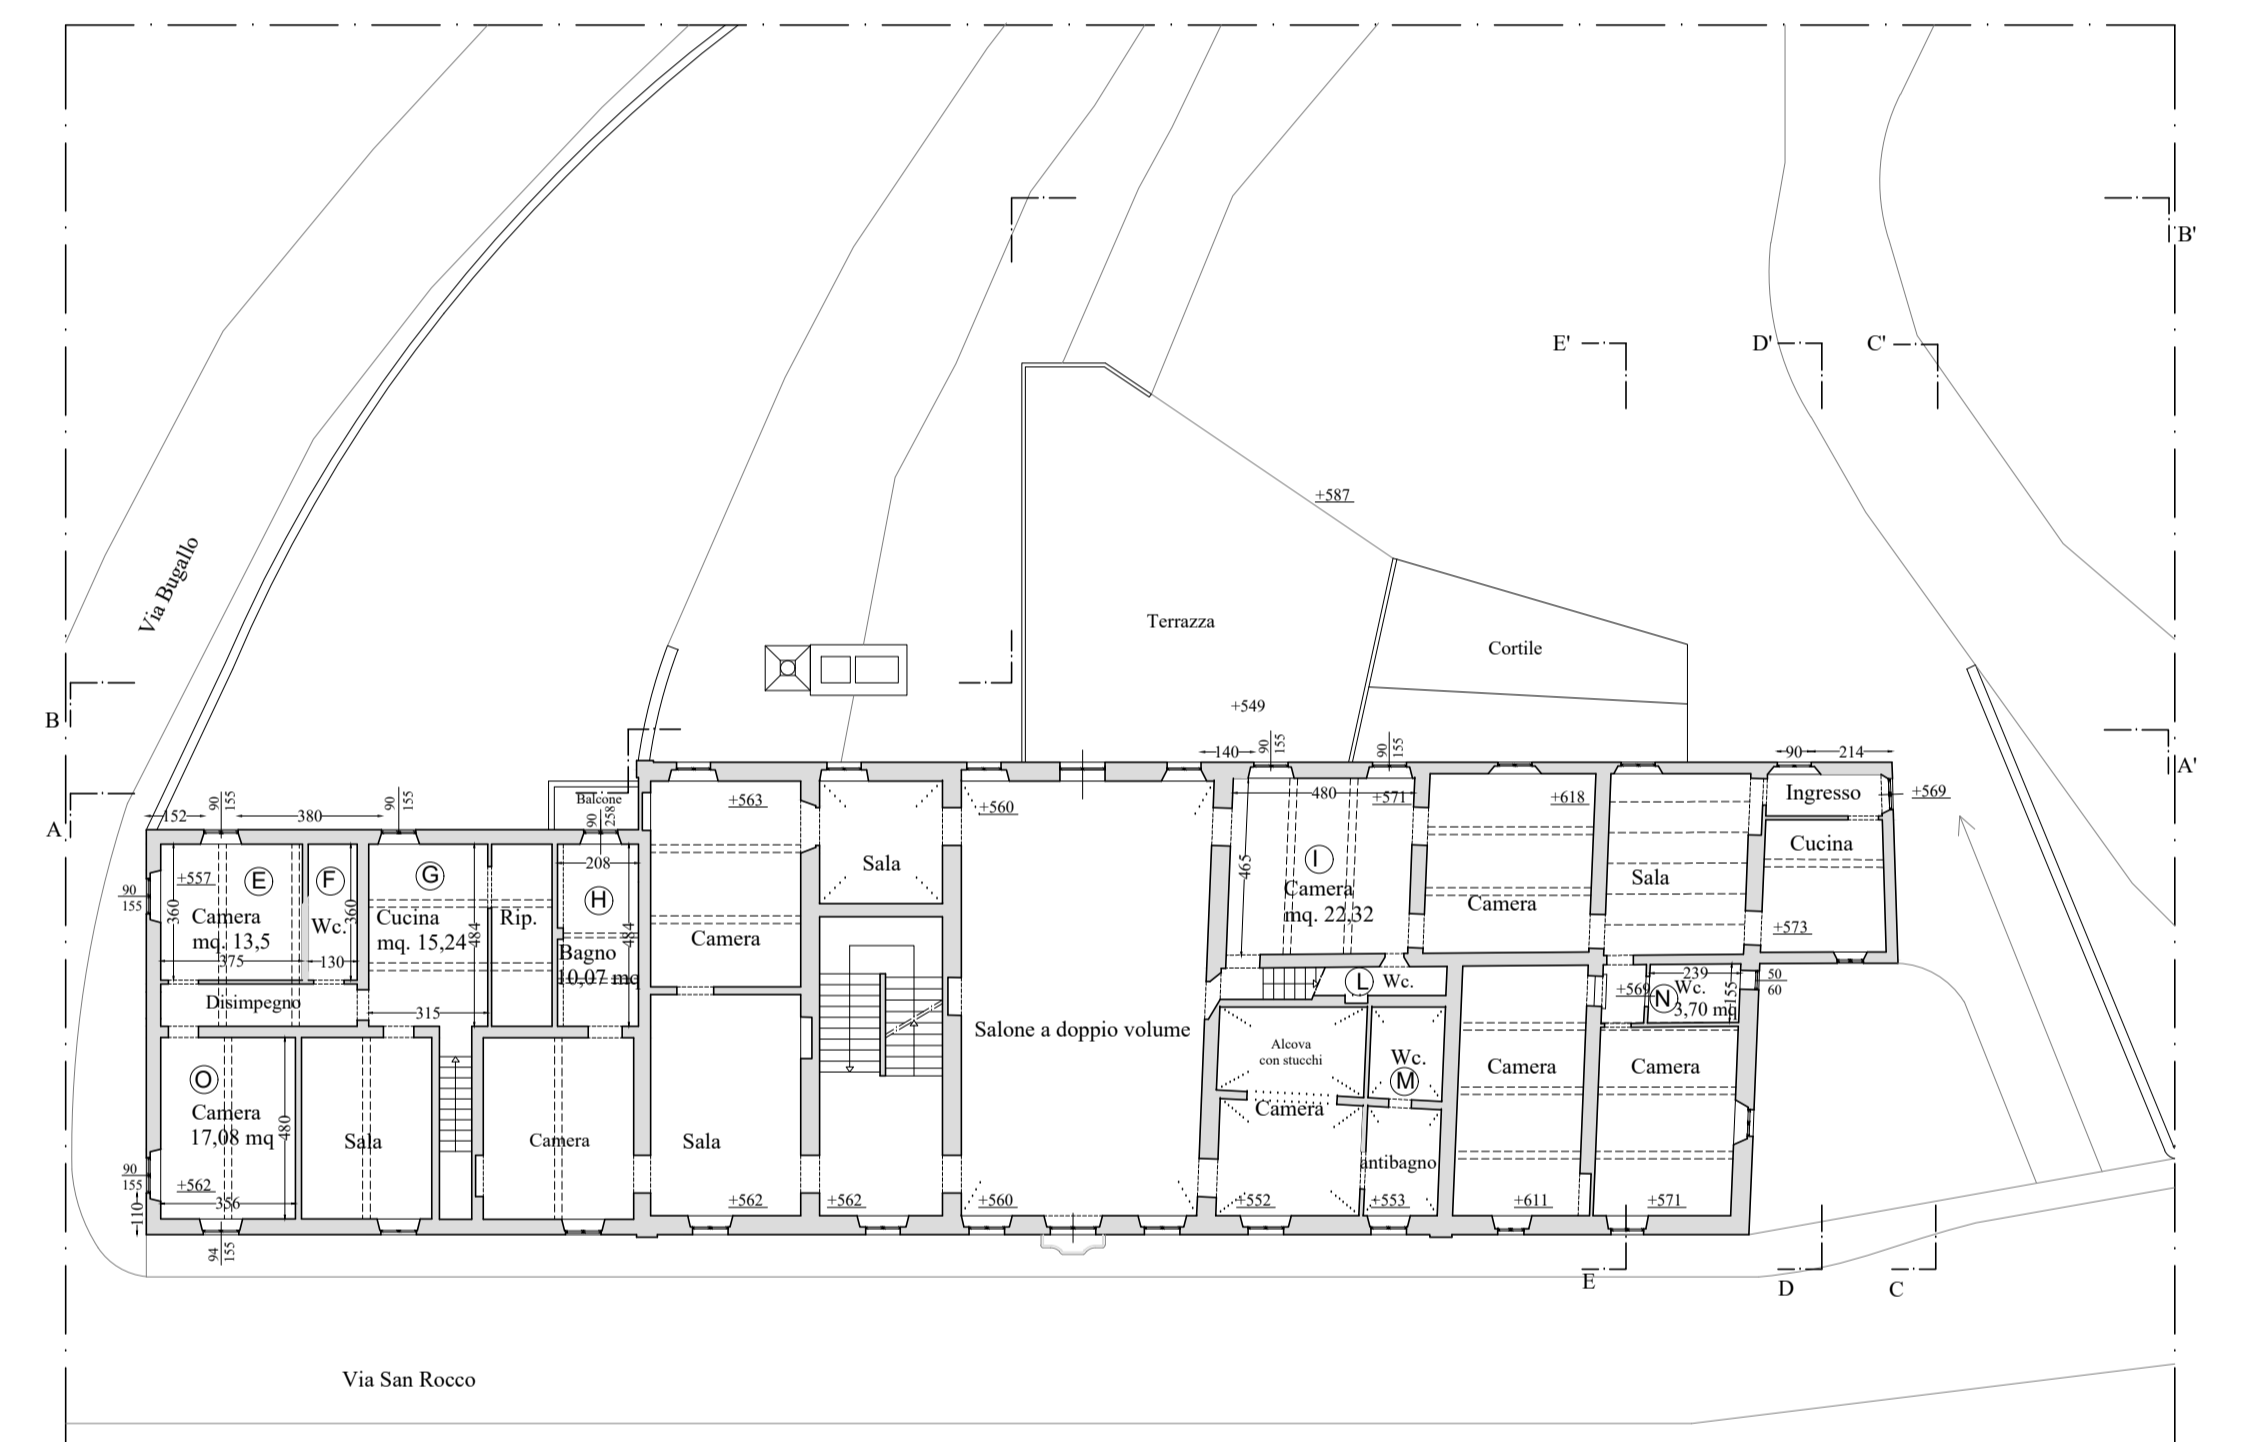 B'
E'
D'
C'
+587
Via Bugallo
Terrazza
Cortile
+549
B
A'
A
140
90
155
90
155
90
214
Balcone
90
258
152
90
155
380
90
155
+563
+560
480
+571
+618
Ingresso
+569
208
E
F
G
H
Sala
465
I
Camera
mq. 22,32
Camera
Sala
Cucina
+573
+557
90
155
360
Camera
mq. 13,5
375
Wc.
360
130
Cucina
mq. 15,24
484
Rip.
Bagno
10,07 mq
484
Camera
Disimpegno
315
L
Wc.
+569
239
N
Wc.
3,70 mq
155
50
60
Salone a doppio volume
Alcova
con stucchi
Wc.
M
Camera
Camera
Camera
O
Camera
17,08 mq
480
Sala
Camera
Sala
antibagno
90
155
110
+562
356
+562
+562
+560
+552
+553
+611
+571
94
155
E
D
C
Via San Rocco